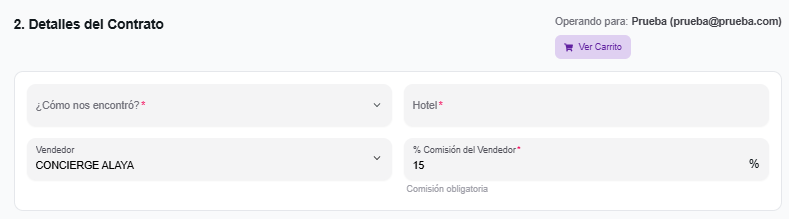 2. Detalles del Contrato
Operando para: Prueba (prueba@prueba.com)
Ver Carrito
¿Cómo nos encontró?*
Hotel*
Vendedor
CONCIERGE ALAYA
% Comisión del Vendedor*
15
%
Comisión obligatoria